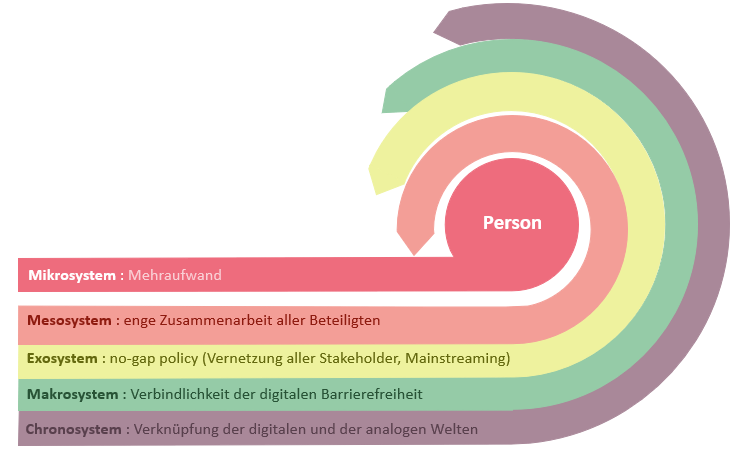 Person
Mikrosystem : Mehraufwand
Mesosystem : enge Zusammenarbeit aller Beteiligten
Exosystem : no-gap policy (Vernetzung aller Stakeholder, Mainstreaming)
Makrosystem : Verbindlichkeit der digitalen Barrierefreiheit
Chronosystem : Verknüpfung der digitalen und der analogen Welten